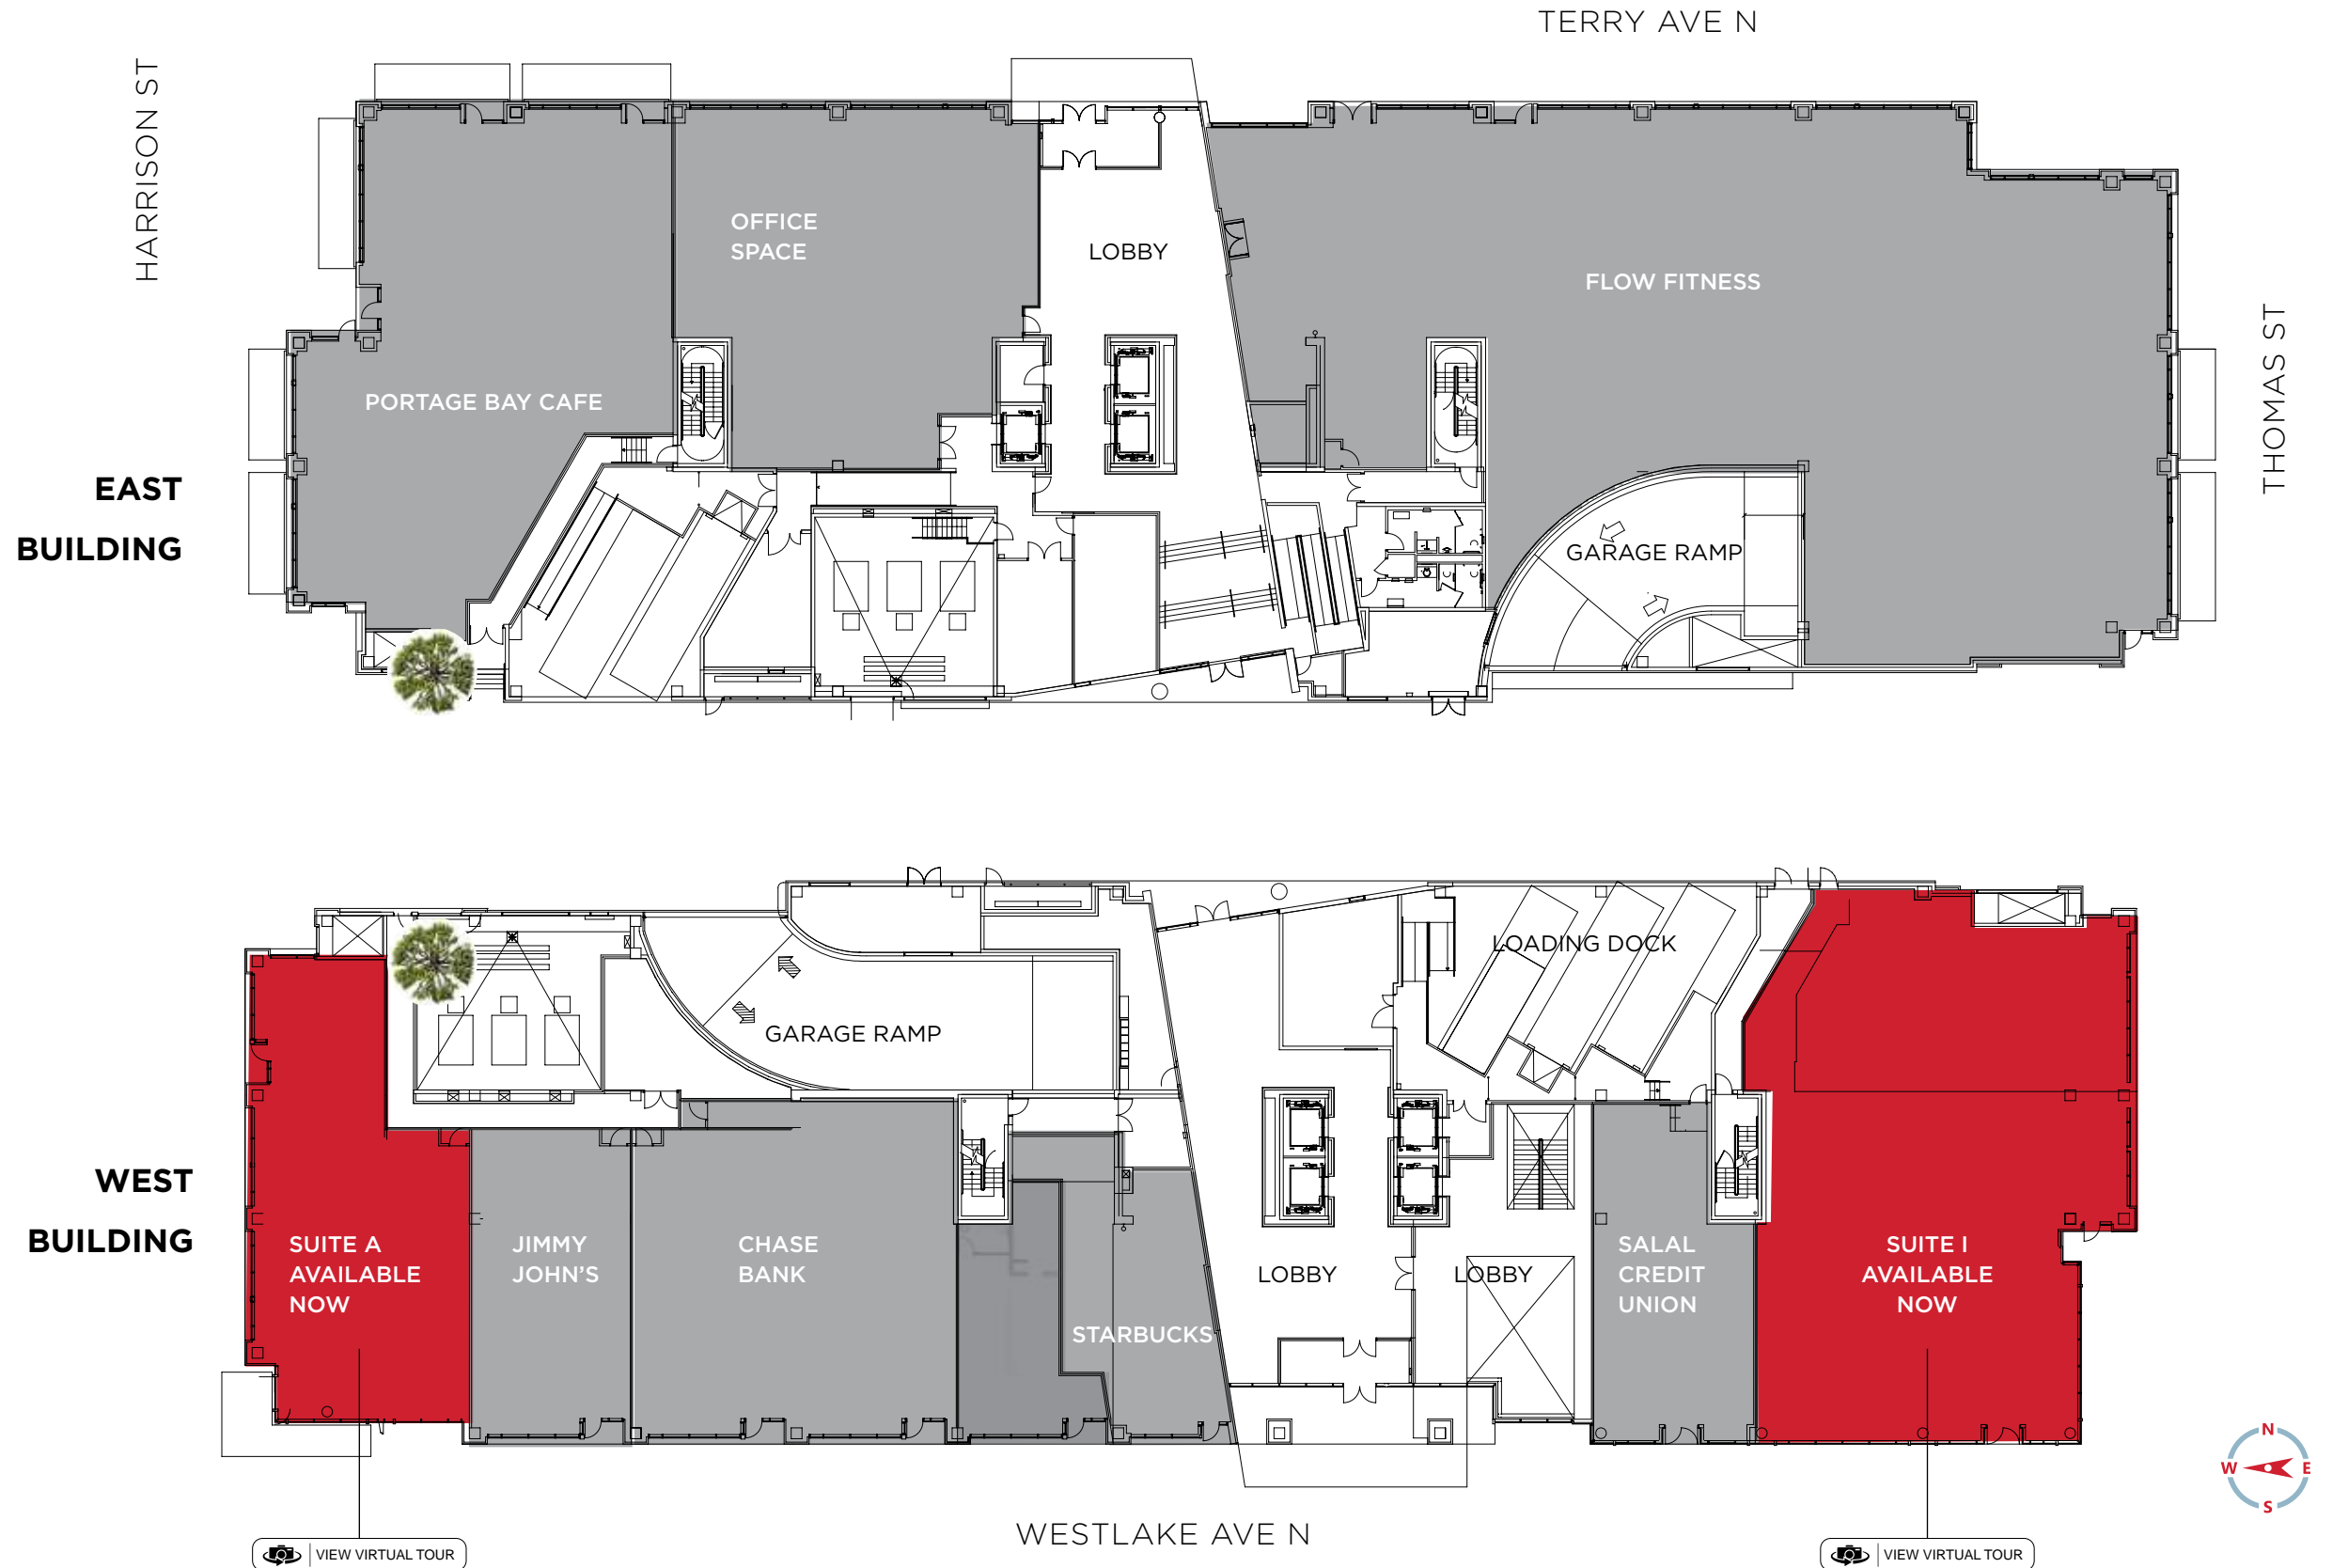 TERRY AVE N
HARRISON ST
OFFICE
SPACE
LOBBY
FLOW FITNESS
THOMAS ST
PORTAGE BAY CAFE
EAST
BUILDING
GARAGE RAMP
LOADING DOCK
GARAGE RAMP
WEST
BUILDING
SUITE A
AVAILABLE
NOW
JIMMY
JOHN'S
CHASE
BANK
STARBUCKS
LOBBY
LOBBY
SALAL
CREDIT
UNION
SUITE I
AVAILABLE
NOW
N
W E
S
WESTLAKE AVE N
VIEW VIRTUAL TOUR
VIEW VIRTUAL TOUR